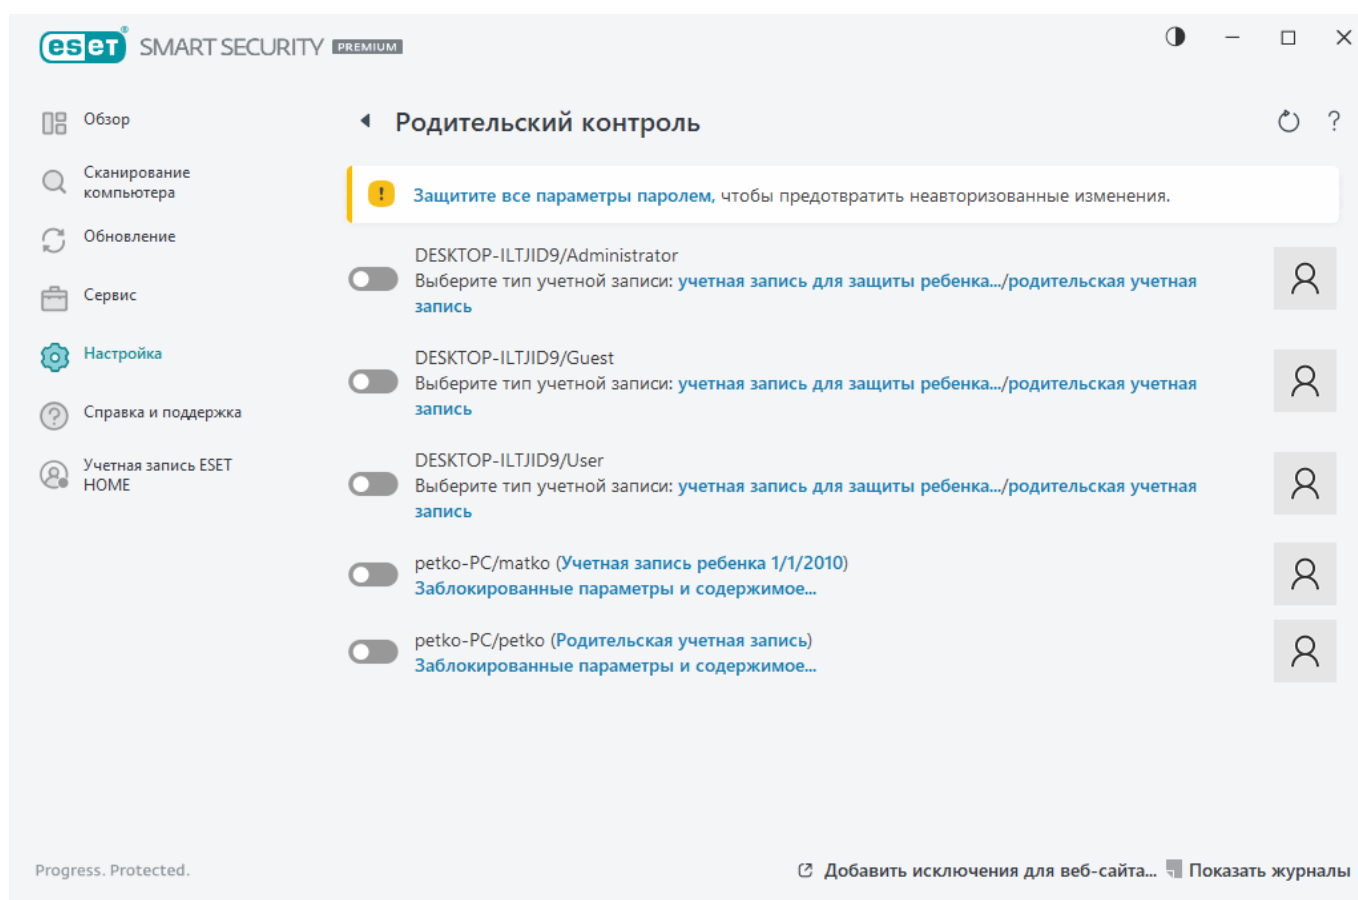 eset® SMART SECURITY PREMIUM
Обзор
Сканирование
компьютера
Обновление
Сервис
Настройка
Справка и поддержка
Учетная запись ESET
HOME
Родительский контроль
?
Защитите все параметры паролем, чтобы предотвратить неавторизованные изменения.
DESKTOP-ILTJID9/Administrator
Выберите тип учетной записи: учетная запись для защиты ребенка.../родительская учетная
запись
DESKTOP-ILTJID9/Guest
Выберите тип учетной записи: учетная запись для защиты ребенка.../родительская учетная
запись
DESKTOP-ILTJID9/User
Выберите тип учетной записи: учетная запись для защиты ребенка.../родительская учетная
запись
petko-PC/matko (Учетная запись ребенка 1/1/2010)
Заблокированные параметры и содержимое...
petko-PC/petko (Родительская учетная запись)
Заблокированные параметры и содержимое...
Progress. Protected.
Добавить исключения для веб-сайта... Показать журналы